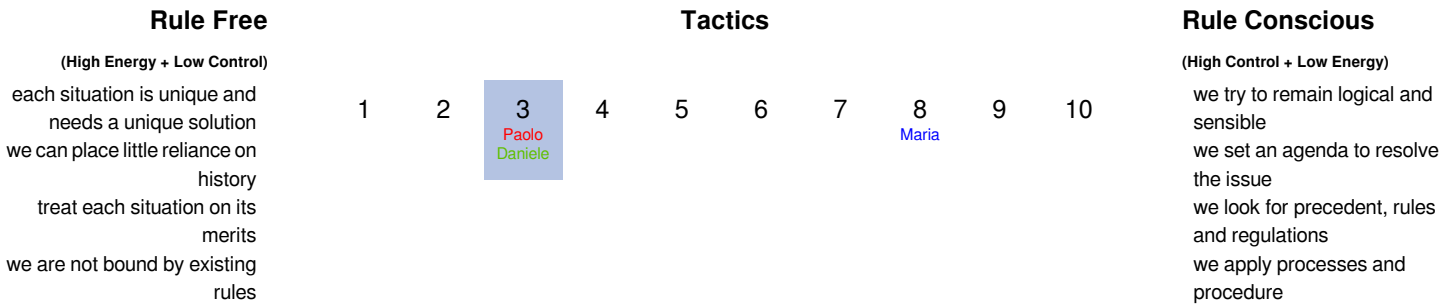 Rule Free
Tactics
Rule Conscious
(High Energy + Low Control)
(High Control + Low Energy)
each situation is unique and
needs a unique solution
we can place little reliance on
history
treat each situation on its
merits
we are not bound by existing
rules
1 2 3 4 5 6 7 8 9 10
Paolo
Daniele
Maria
we try to remain logical and
sensible
we set an agenda to resolve
the issue
we look for precedent, rules
and regulations
we apply processes and
procedure